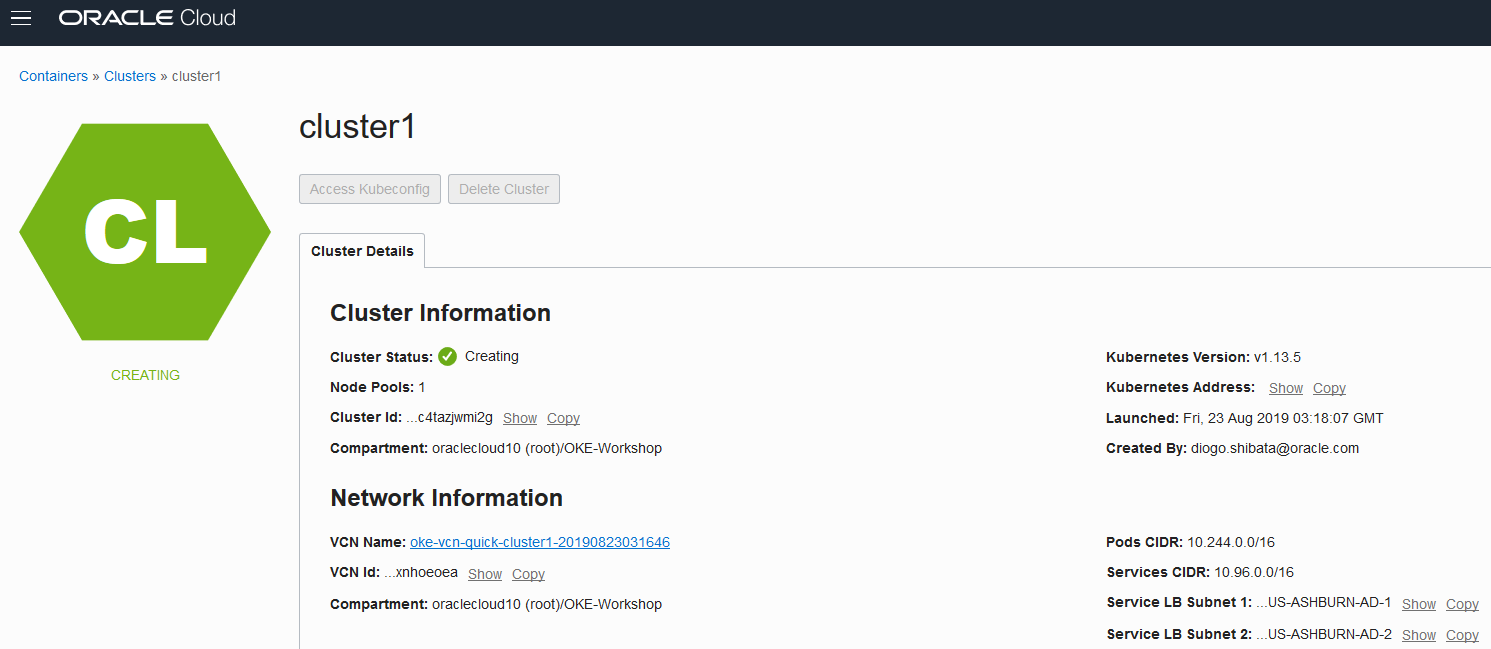 ORACLE Cloud
Containers » Clusters » cluster1
CL
CREATING
cluster1
Access Kubeconfig Delete Cluster
Cluster Details
Cluster Information
Cluster Status: Creating
Node Pools: 1
Cluster Id: ...c4tazjwmi2g Show Copy
Compartment: oraclecloud10 (root)/OKE-Workshop
Kubernetes Version: v1.13.5
Kubernetes Address: Show Copy
Launched: Fri, 23 Aug 2019 03:18:07 GMT
Created By: diogo.shibata@oracle.com
Network Information
VCN Name: oke-vcn-quick-cluster1-20190823031646
VCN Id: ...xnhoeoea Show Copy
Compartment: oraclecloud10 (root)/OKE-Workshop
Pods CIDR: 10.244.0.0/16
Services CIDR: 10.96.0.0/16
Service LB Subnet 1: ...US-ASHBURN-AD-1 Show Copy
Service LB Subnet 2: ...US-ASHBURN-AD-2 Show Copy